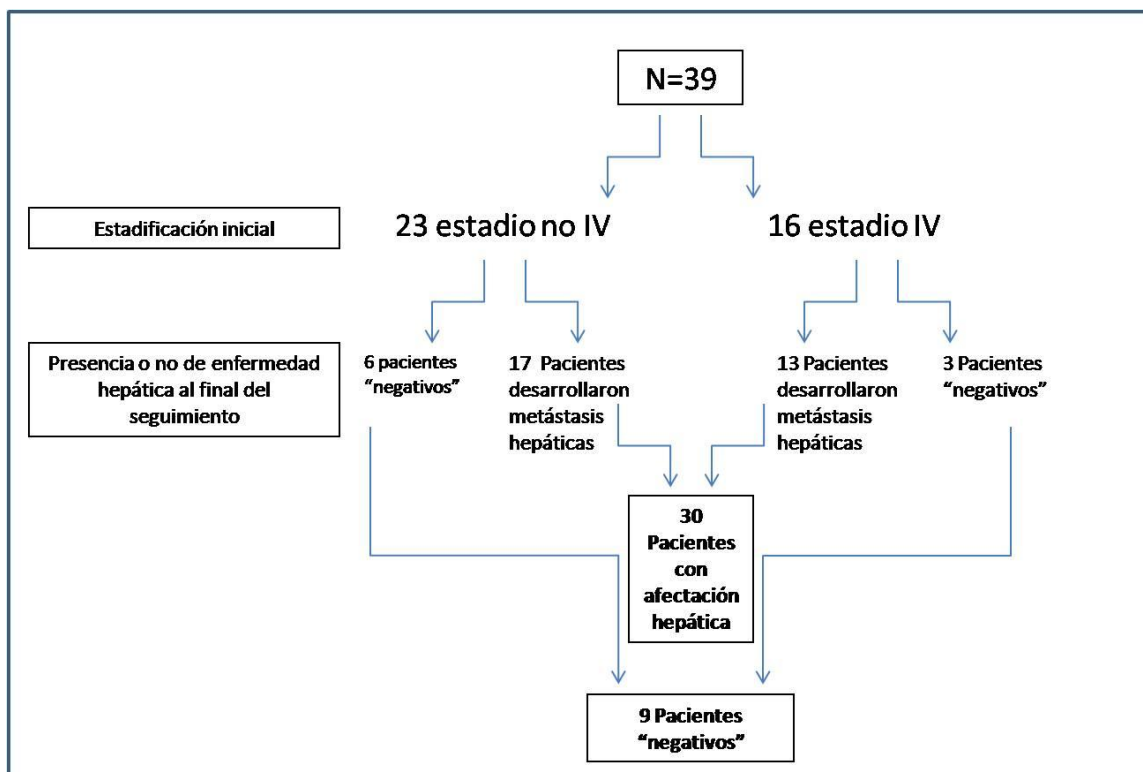 N=39
Estadificación inicial
23 estadio no IV
16 estadio IV
Presencia o no de enfermedad
hepática al final del
seguimiento
6 pacientes
“negativos”
17 Pacientes
desarrollaron
metástasis
hepáticas
13 Pacientes
desarrollaron
metástasis
hepáticas
3 Pacientes
“negativos”
30
Pacientes
con
afectación
hepática
9 Pacientes
“negativos”